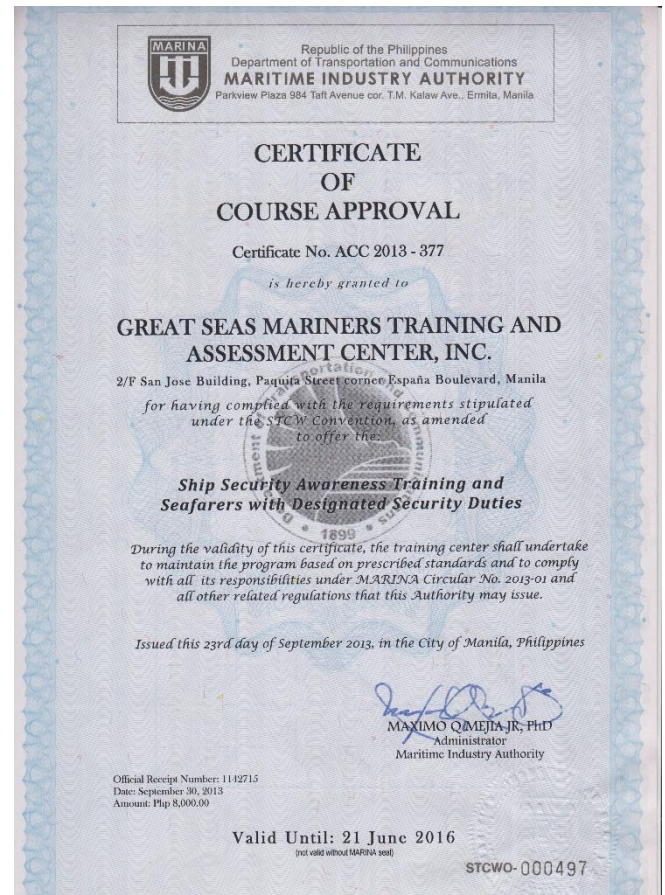 MARINA
Republic of the Philippines
Department of Transportation and Communications
MARITIME INDUSTRY AUTHORITY
Parkview Plaza 984 Taft Avenue cor. T.M. Kalaw Ave., Ermita, Manila
CERTIFICATE
OF
COURSE APPROVAL
Certificate No. ACC 2013 - 377
is hereby granted to
GREAT SEAS MARINERS TRAINING AND
ASSESSMENT CENTER, INC.
2/F San Jose Building, Paquita Street corner España Boulevard, Manila
for having complied with the requirements stipulated
under the STCW Convention, as amended
to offer the:
Ship Security Awareness Training and
Seafarers with Designated Security Duties
Department of Transportation and Communications
1899
During the validity of this certificate, the training center shall undertake
to maintain the program based on prescribed standards and to comply
with all its responsibilities under MARINA Circular No. 2013-01 and
all other related regulations that this Authority may issue.
Issued this 23rd day of September 2013, in the City of Manila, Philippines
MAXIMO Q MEJIA JR, PhD
Administrator
Maritime Industry Authority
Official Receipt Number: 1142715
Date: September 30, 2013
Amount: Php 8,000.00
Valid Until: 21 June 2016
(not valid without MARINA seal)
STCWO-000497